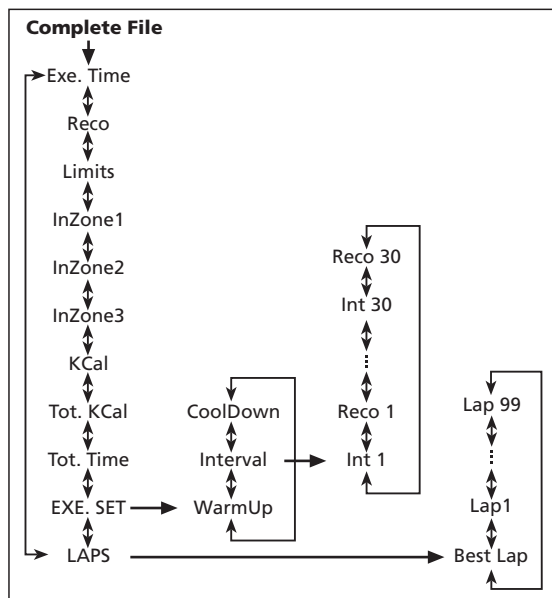 Complete File
Exe. Time
Reco
Limits
InZone1
InZone2
InZone3
KCal
Tot. KCal
Tot. Time
EXE. SET
LAPS
CoolDown
Interval
WarmUp
Reco 30
Int 30
Reco 1
Int 1
Lap 99
Lap1
Best Lap